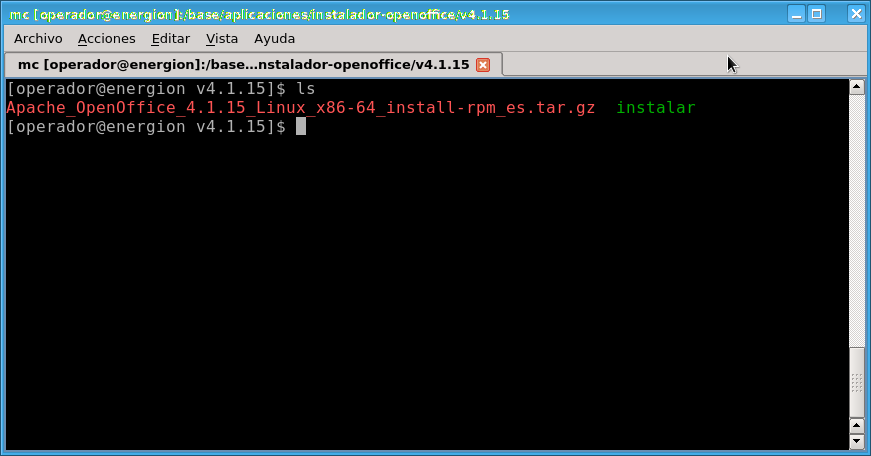 mc [operador@energion]:/base/aplicaciones/instalador-openoffice/v4.1.15
Archivo Acciones Editar Vista Ayuda
mc [operador@energion]:/base...nstalador-openoffice/v4.1.15
[operador@energion v4.1.15]$ ls
Apache_OpenOffice_4.1.15_Linux_x86-64_install-rpm_es.tar.gz instalar
[operador@energion v4.1.15]$